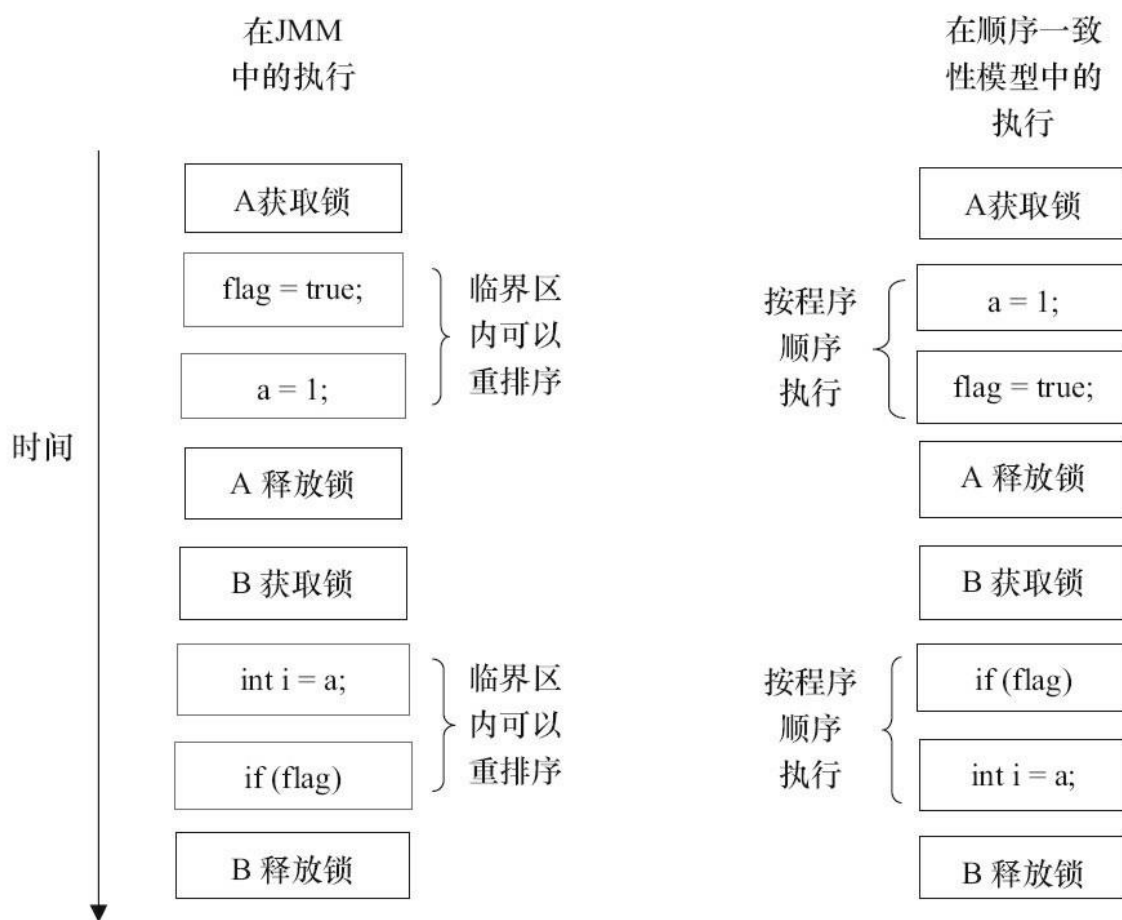 在JMM
中的执行
在顺序一致
性模型中的
执行
时间
A获取锁
flag = true;
a = 1;
临界区
内可以
重排序
A 释放锁
B 获取锁
int i = a;
if (flag)
临界区
内可以
重排序
B 释放锁
A获取锁
按程序
顺序
执行
a = 1;
flag = true;
A 释放锁
B 获取锁
按程序
顺序
执行
if (flag)
int i = a;
B 释放锁